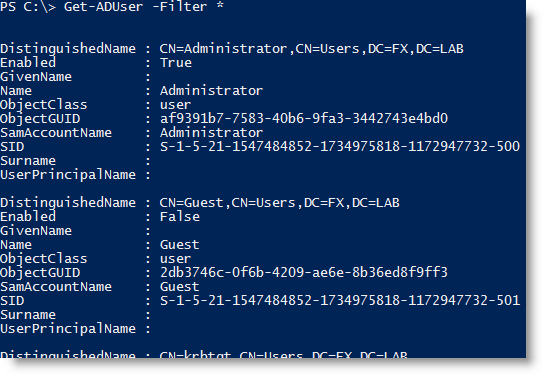 PS C:\> Get-ADUser -Filter *
DistinguishedName : CN=Administrator,CN=Users,DC=FX,DC=LAB
Enabled : True
GivenName :
Name : Administrator
ObjectClass : user
ObjectGUID : af9391b7-7583-40b6-9fa3-3442743e4bd0
SamAccountName : Administrator
SID : S-1-5-21-1547484852-1734975818-1172947732-500
Surname :
UserPrincipalName :
DistinguishedName : CN=Guest,CN=Users,DC=FX,DC=LAB
Enabled : False
GivenName :
Name : Guest
ObjectClass : user
ObjectGUID : 2db3746c-0f6b-4209-ae6e-8b36ed8f9ff3
SamAccountName : Guest
SID : S-1-5-21-1547484852-1734975818-1172947732-501
Surname :
UserPrincipalName :
DistinguishedName : CN=krbtgt,CN=Users,DC=FX,DC=LAB